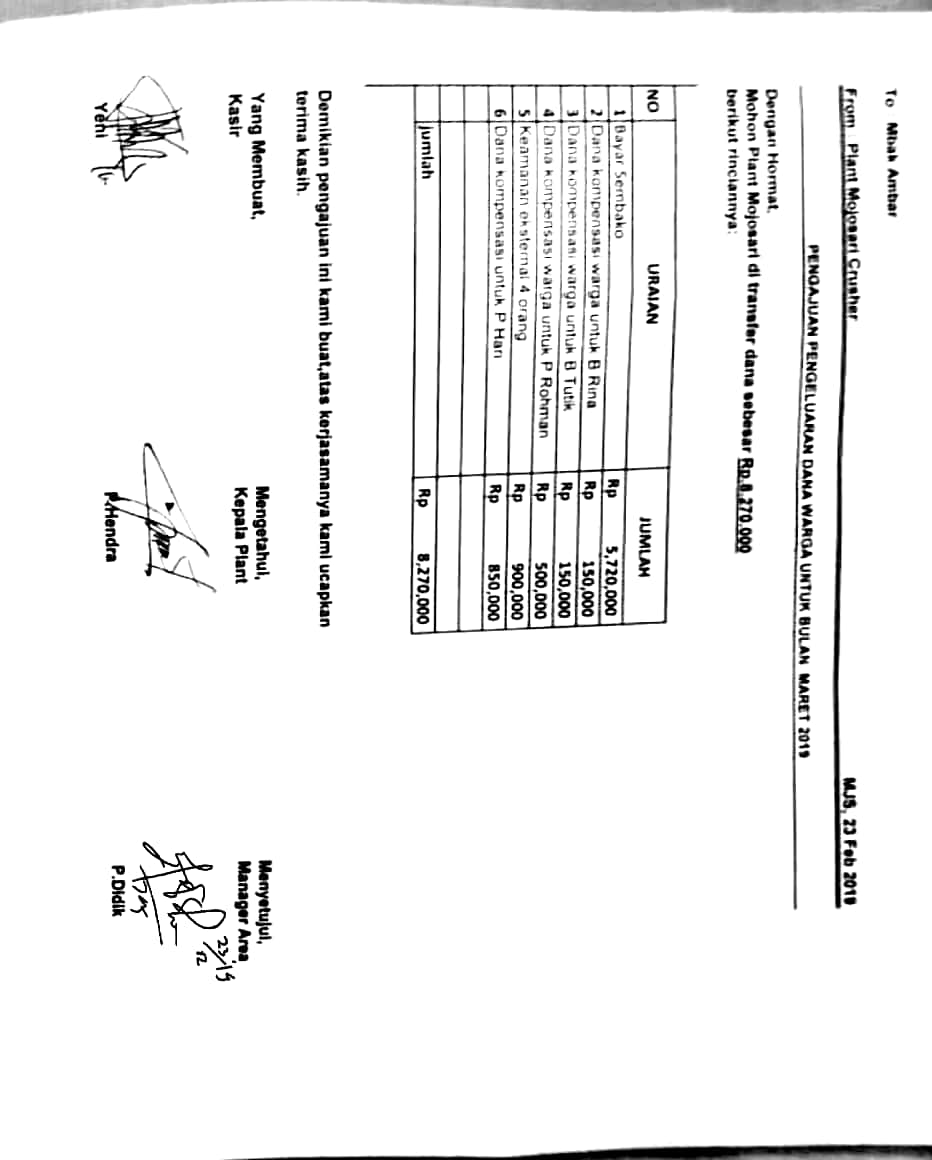 To Mbak Ambar
From : Plant Mojosari Crusher MJS, 23 Feb 2019
PENGAJUAN PENGELUARAN DANA WARGA UNTUK BULAN MARET 2019
Dengan Hormat,
Mohon Plant Mojosari di transfer dana sebesar Rp.8.270.000
berikut rinciannya:
NO URAIAN JUMLAH
1 Bayar Sembako Rp 5,720,000
2 Dana kompensasi warga untuk B Rina Rp 150,000
3 Dana kompensasi warga untuk B Tutik Rp 150,000
4 Dana kompensasi warga untuk P Rohman Rp 500,000
5 Keamanan eksternal 4 orang Rp 900,000
6 Dana kompensasi untuk P Hari Rp 850,000
jumlah Rp 8,270,000
Demikian pengajuan ini kami buat,atas kerjasamanya kami ucapkan
terima kasih.
Yang Membuat, Mengetahui, Menyetujui,
Kasir Kepala Plant Manager Area
Yeni P.Hendra P.Didik